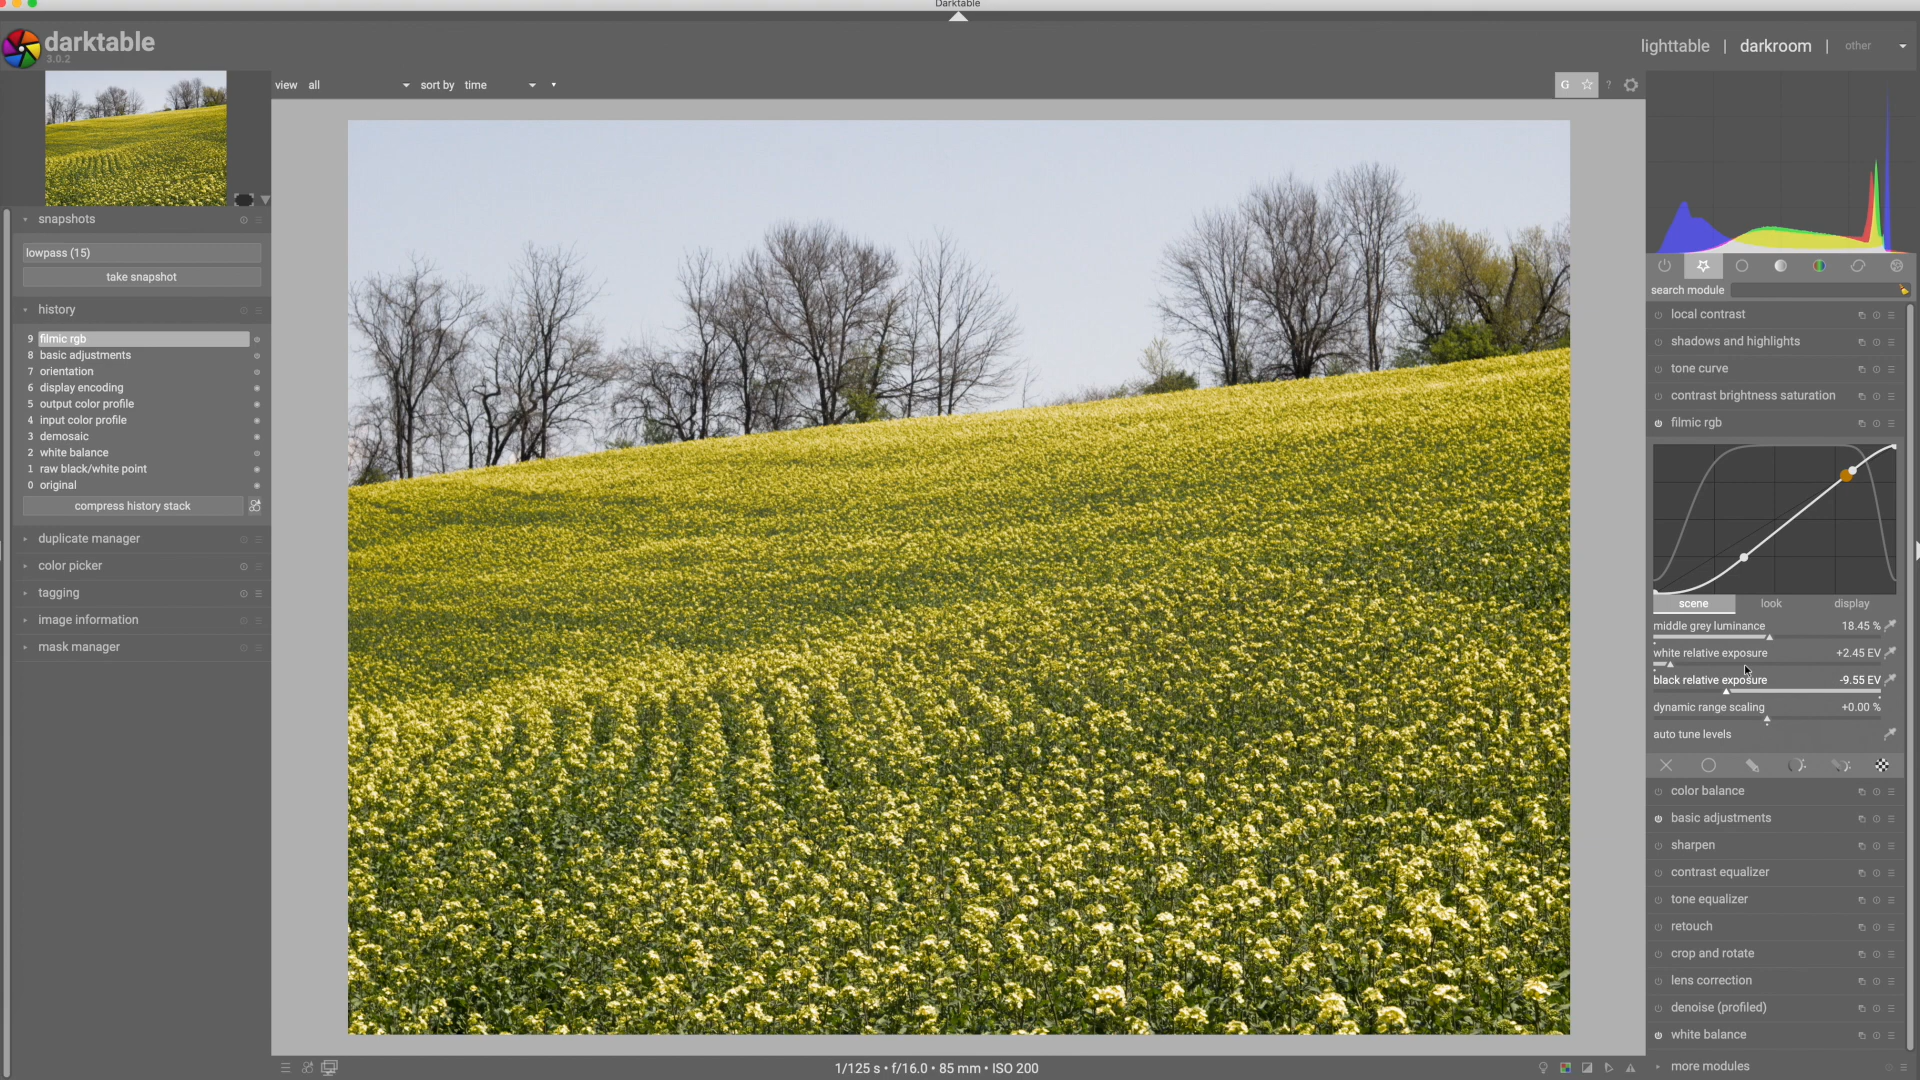 Darktable
darktable
3.0.2
lighttable | darkroom | other
view all sort by time
G ?
snapshots
lowpass (15)
take snapshot
history
9 filmic rgb
8 basic adjustments
7 orientation
6 display encoding
5 output color profile
4 input color profile
3 demosaic
2 white balance
1 raw black/white point
0 original
compress history stack
duplicate manager
color picker
tagging
image information
mask manager
search module
local contrast
shadows and highlights
tone curve
contrast brightness saturation
filmic rgb
scene look display
middle grey luminance 18.45 %
white relative exposure +2.45 EV
black relative exposure -9.55 EV
dynamic range scaling +0.00 %
auto tune levels
color balance
basic adjustments
sharpen
contrast equalizer
tone equalizer
retouch
crop and rotate
lens correction
denoise (profiled)
white balance
more modules
1/125 s • f/16.0 • 85 mm • ISO 200